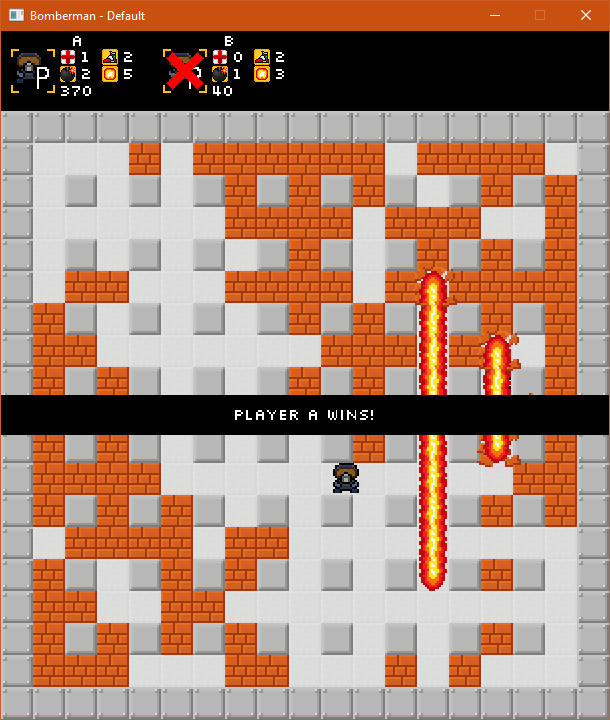 Bomberman - Default
A
B
1 2
0 2
P
P
2 5
1 3
370
40
PLAYER A WINS!